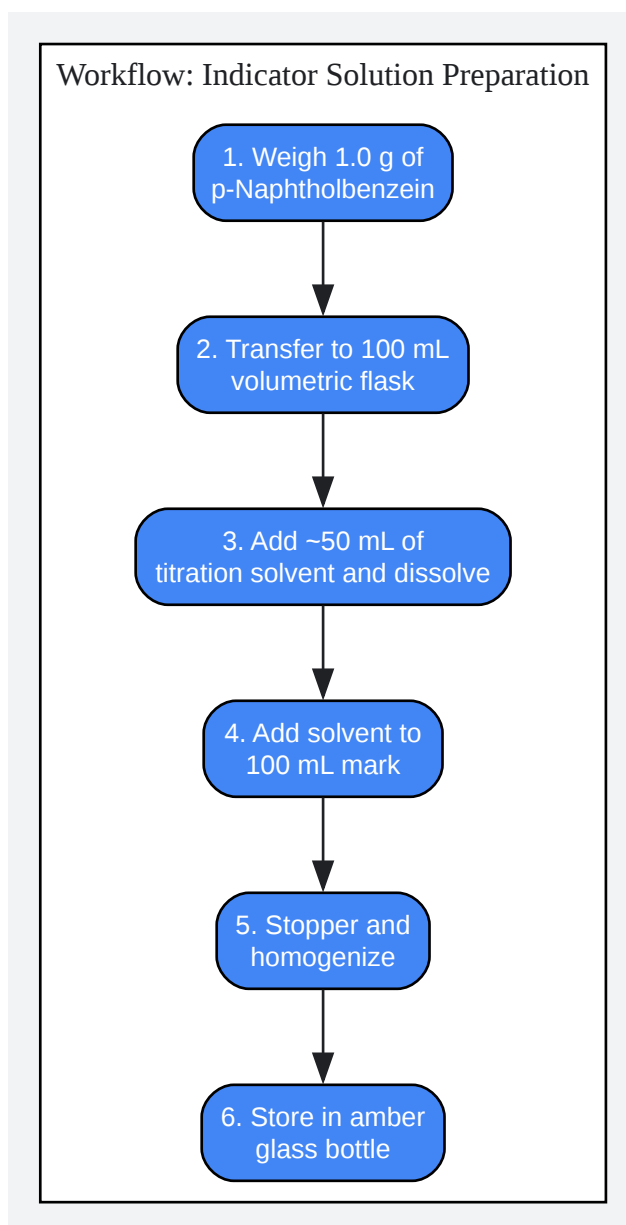 Workflow: Indicator Solution Preparation
1. Weigh 1.0 g of
p-Naphtholbenzein
2. Transfer to 100 mL
volumetric flask
3. Add ~50 mL of
titration solvent and dissolve
4. Add solvent to
100 mL mark
5. Stopper and
homogenize
6. Store in amber
glass bottle